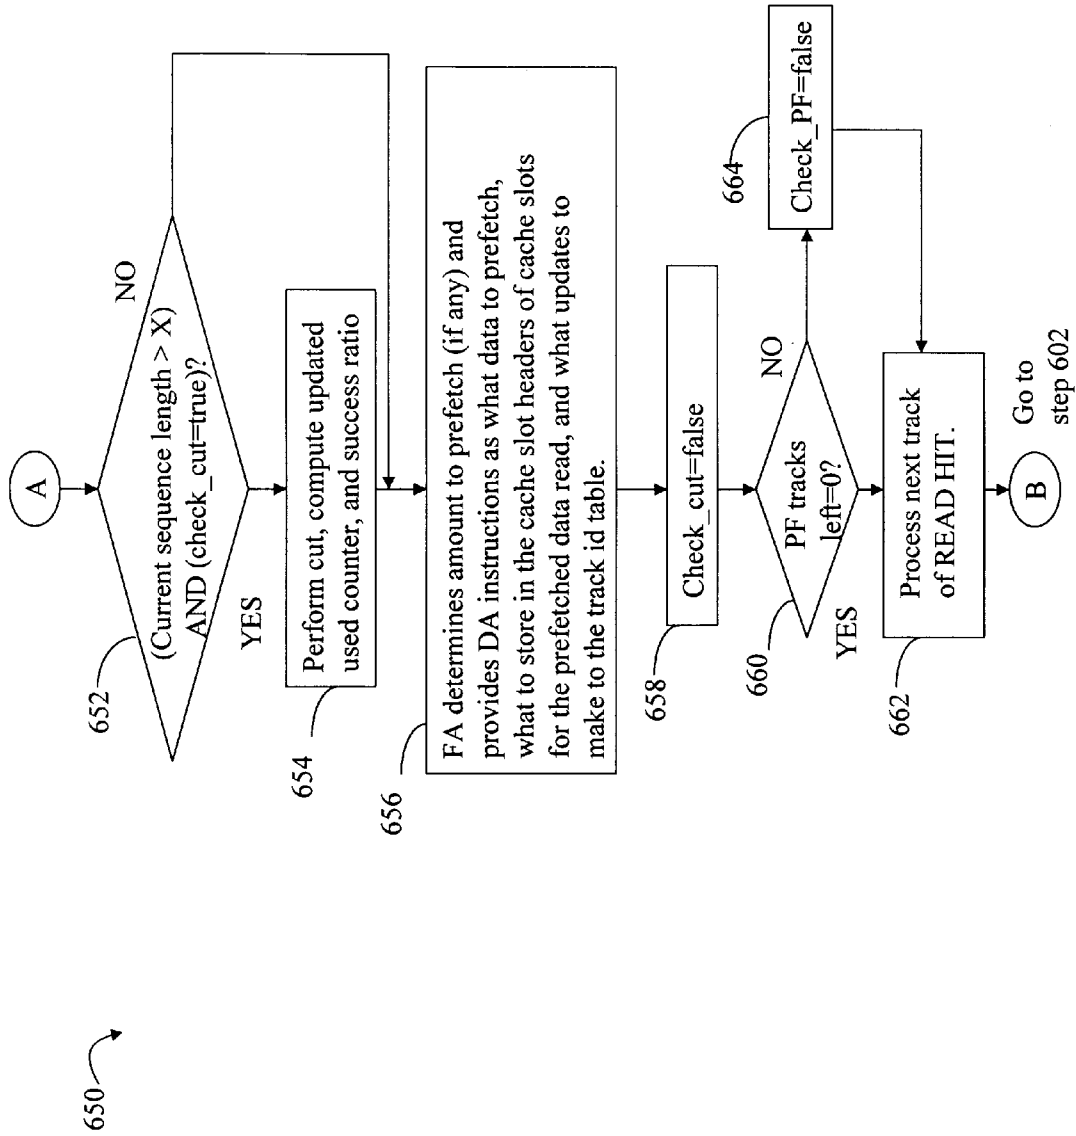 650
A
652
(Current sequence length > X)
AND (check_cut=true)?
NO
YES
654
Perform cut, compute updated
used counter, and success ratio
656
FA determines amount to prefetch (if any) and
provides DA instructions as what data to prefetch,
what to store in the cache slot headers of cache slots
for the prefetched data read, and what updates to
make to the track id table.
658
Check_cut=false
660
PF tracks
left=0?
NO
YES
664
Check_PF=false
662
Process next track
of READ HIT.
B
Go to
step 602